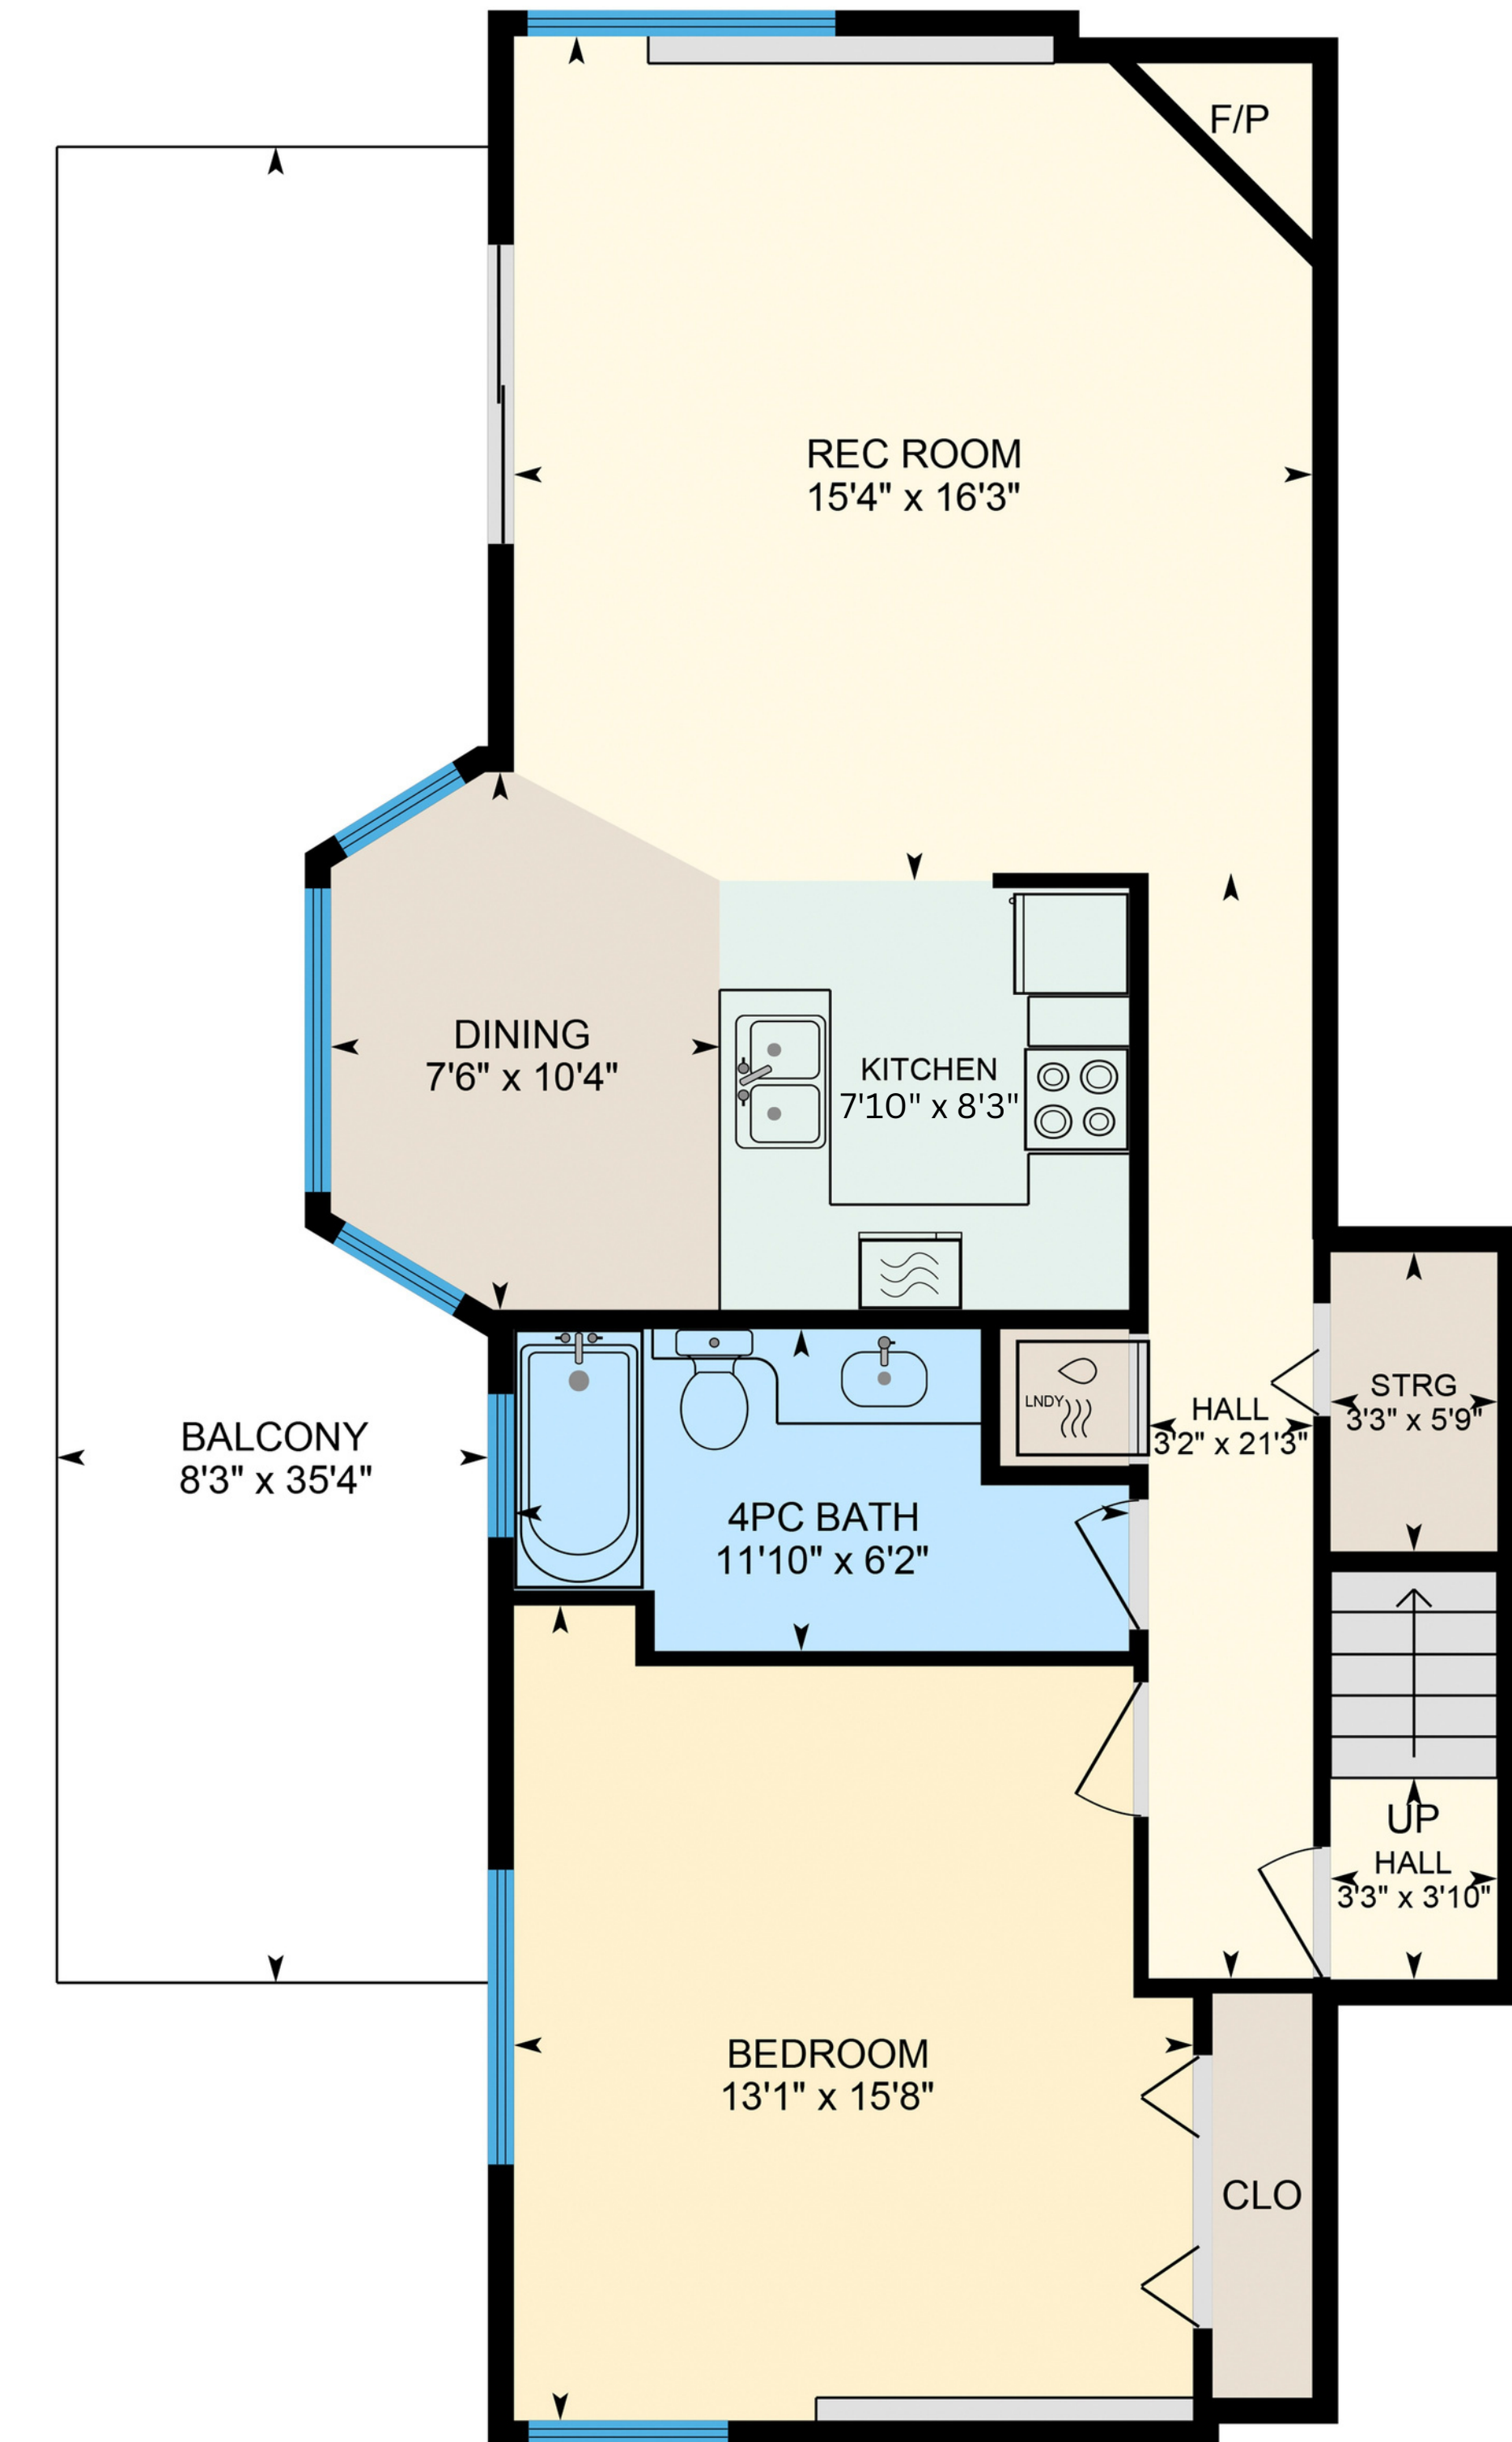 F/P
REC ROOM
15'4" x 16'3"
DINING
7'6" x 10'4"
KITCHEN
7'10" x 8'3"
BALCONY
8'3" x 35'4"
LNDY
HALL
3'2" x 21'3"
STRG
3'3" x 5'9"
4PC BATH
11'10" x 6'2"
UP
HALL
3'3" x 3'10"
BEDROOM
13'1" x 15'8"
CLO